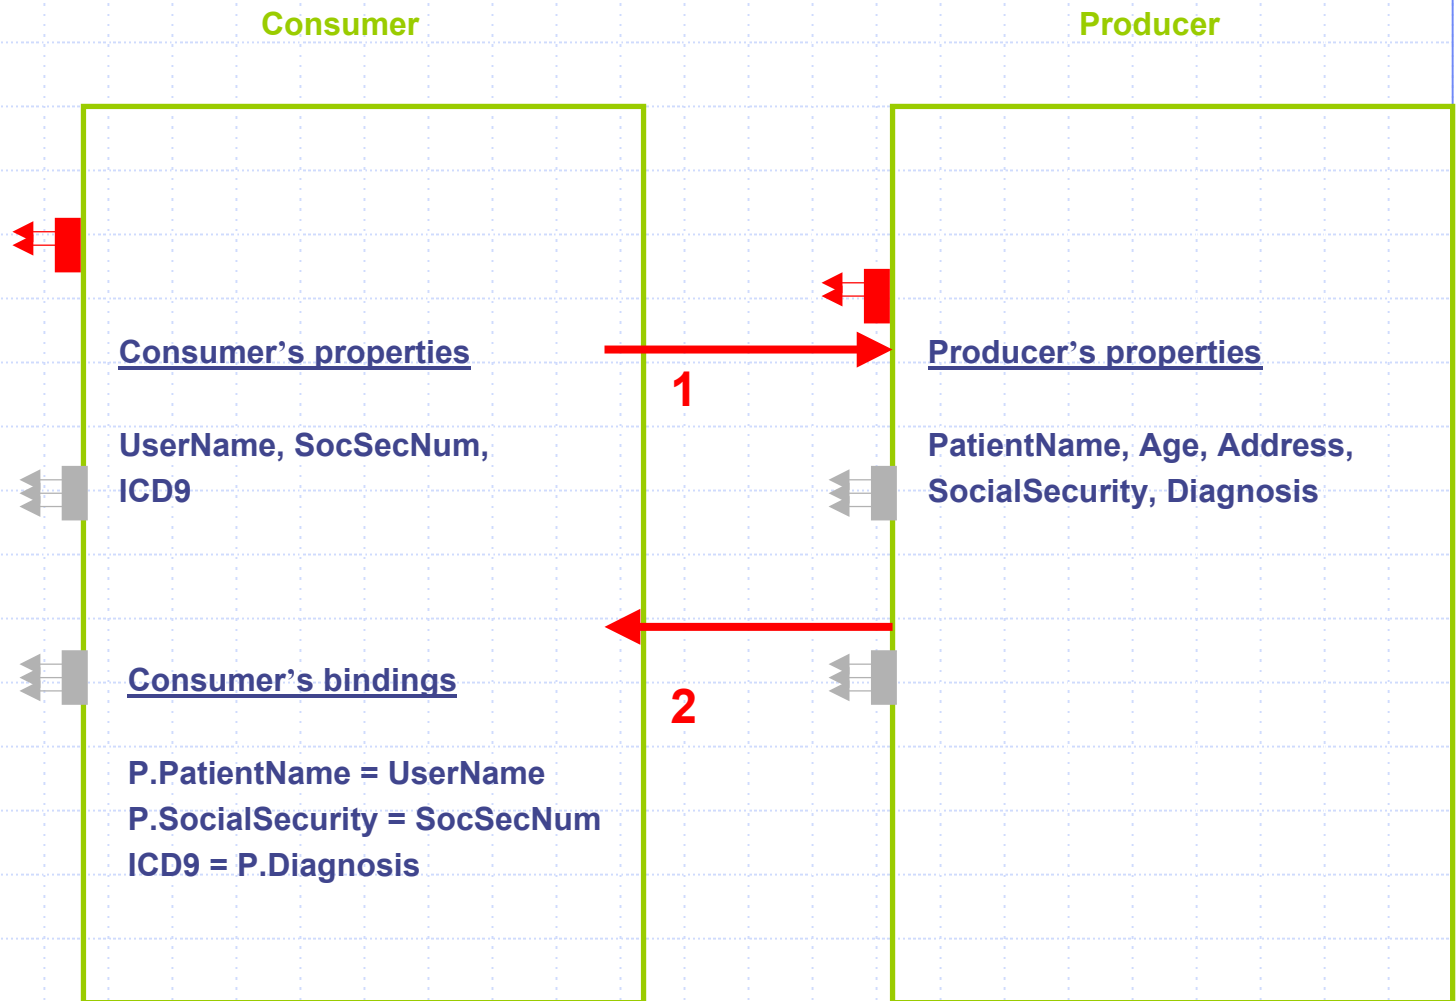 Consumer
Producer
Consumer’s properties
UserName, SocSecNum,
ICD9
1
Producer’s properties
PatientName, Age, Address,
SocialSecurity, Diagnosis
Consumer’s bindings
2
P.PatientName = UserName
P.SocialSecurity = SocSecNum
ICD9 = P.Diagnosis